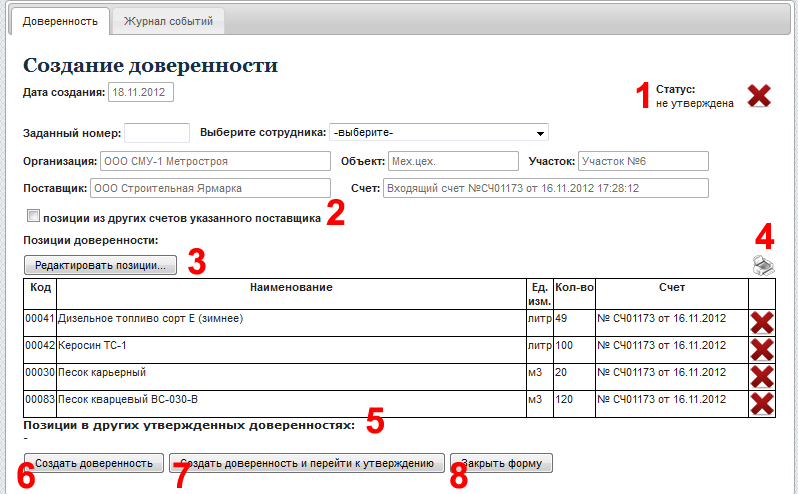 Доверенность Журнал событий
Создание доверенности
Дата создания: 18.11.2012
1 Статус:
не утверждена
Заданный номер: Выберите сотрудника: -выберите-
Организация: ООО СМУ-1 Метростроя Объект: Мех.цех. Участок: Участок №6
Поставщик: ООО Строительная Ярмарка Счет: Входящий счет №СЧ01173 от 16.11.2012 17:28:12
позиции из других счетов указанного поставщика 2
Позиции доверенности: 4
Редактировать позиции... 3
Код Наименование Ед. изм. Кол-во Счет
00041 Дизельное топливо сорт Е (зимнее) литр 49 № СЧ01173 от 16.11.2012
00042 Керосин ТС-1 литр 100 № СЧ01173 от 16.11.2012
00030 Песок карьерный м3 20 № СЧ01173 от 16.11.2012
00083 Песок кварцевый ВС-030-В м3 120 № СЧ01173 от 16.11.2012
Позиции в других утвержденных доверенностях: 5
-
6 Создать доверенность 7 Создать доверенность и перейти к утверждению 8 Закрыть форму